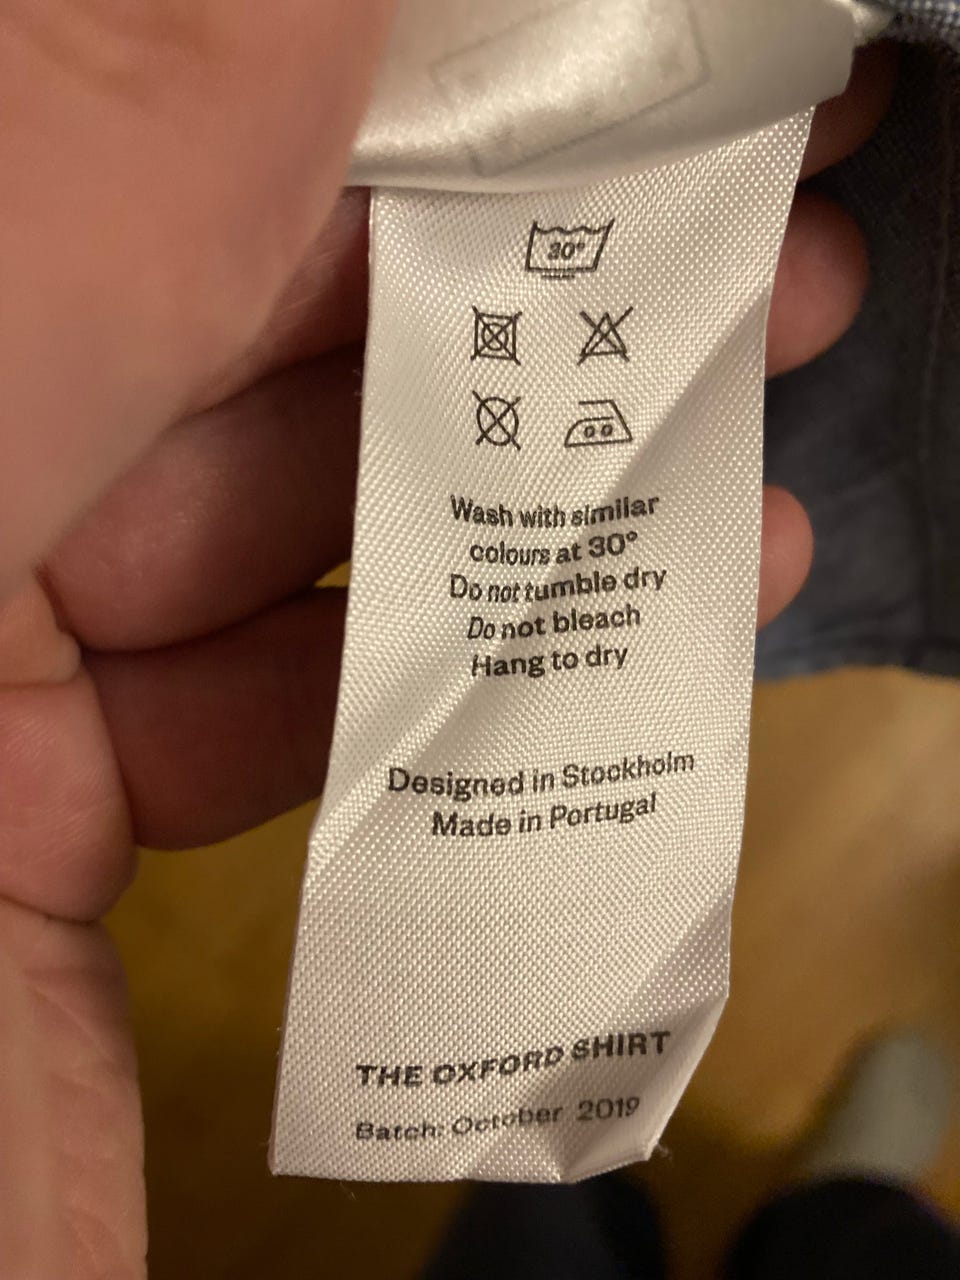 30°
Wash with similar
colours at 30°
Do not tumble dry
Do not bleach
Hang to dry
Designed in Stockholm
Made in Portugal
THE OXFORD SHIRT
Batch: October 2019